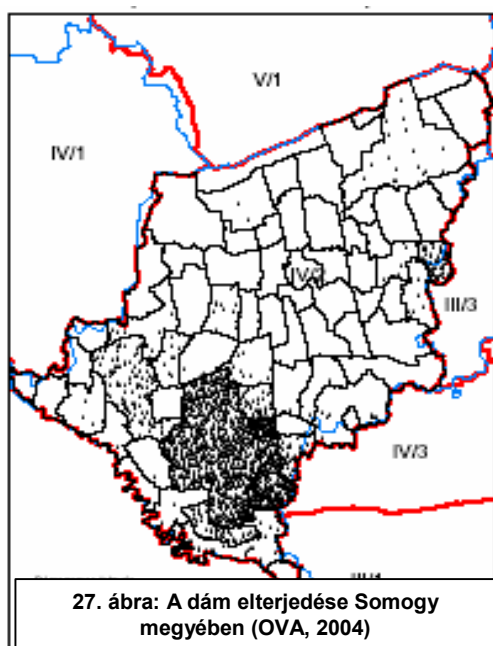 V/1
IV/1
IV/2
III/3
IV/3
27. ábra: A dám elterjedése Somogy
megyében (OVA, 2004)